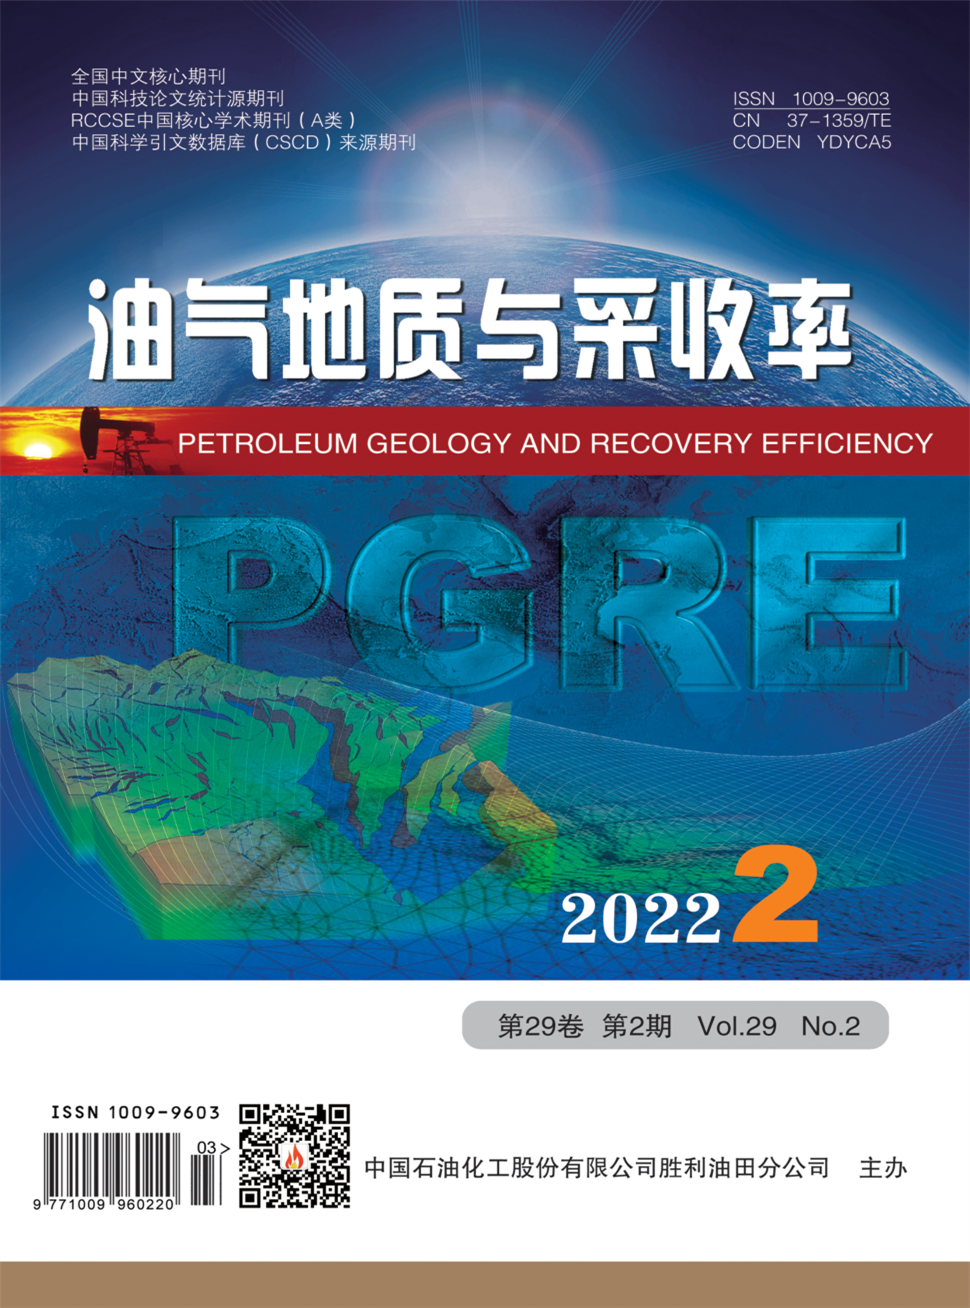 全国中文核心期刊
中国科技论文统计源期刊
RCCSE中国核心学术期刊（A类）
中国科学引文数据库（CSCD）来源期刊
ISSN 1009-9603
CN 37-1359/TE
CODEN YDYCA5
油气地质与采收率
PETROLEUM GEOLOGY AND RECOVERY EFFICIENCY
PGRE
2022 2
第29卷 第2期 Vol.29 No.2
ISSN 1009-9603
03>
9 771009 960220
中国石油化工股份有限公司胜利油田分公司 主办